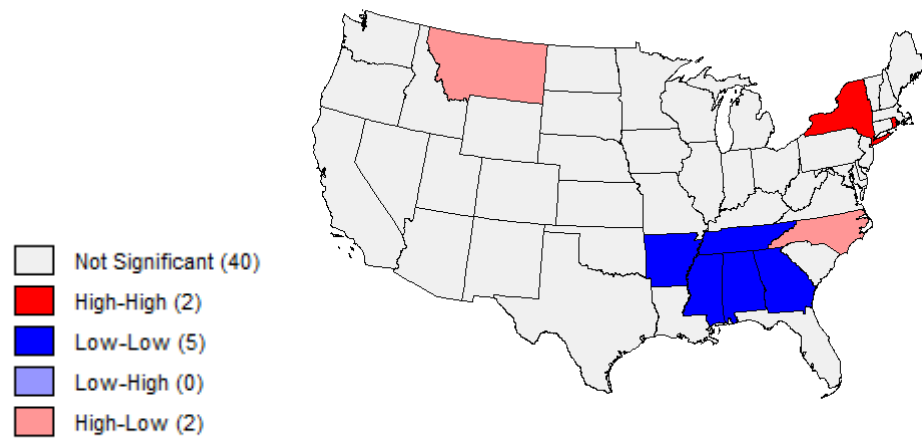 Not Significant (40)
High-High (2)
Low-Low (5)
Low-High (0)
High-Low (2)